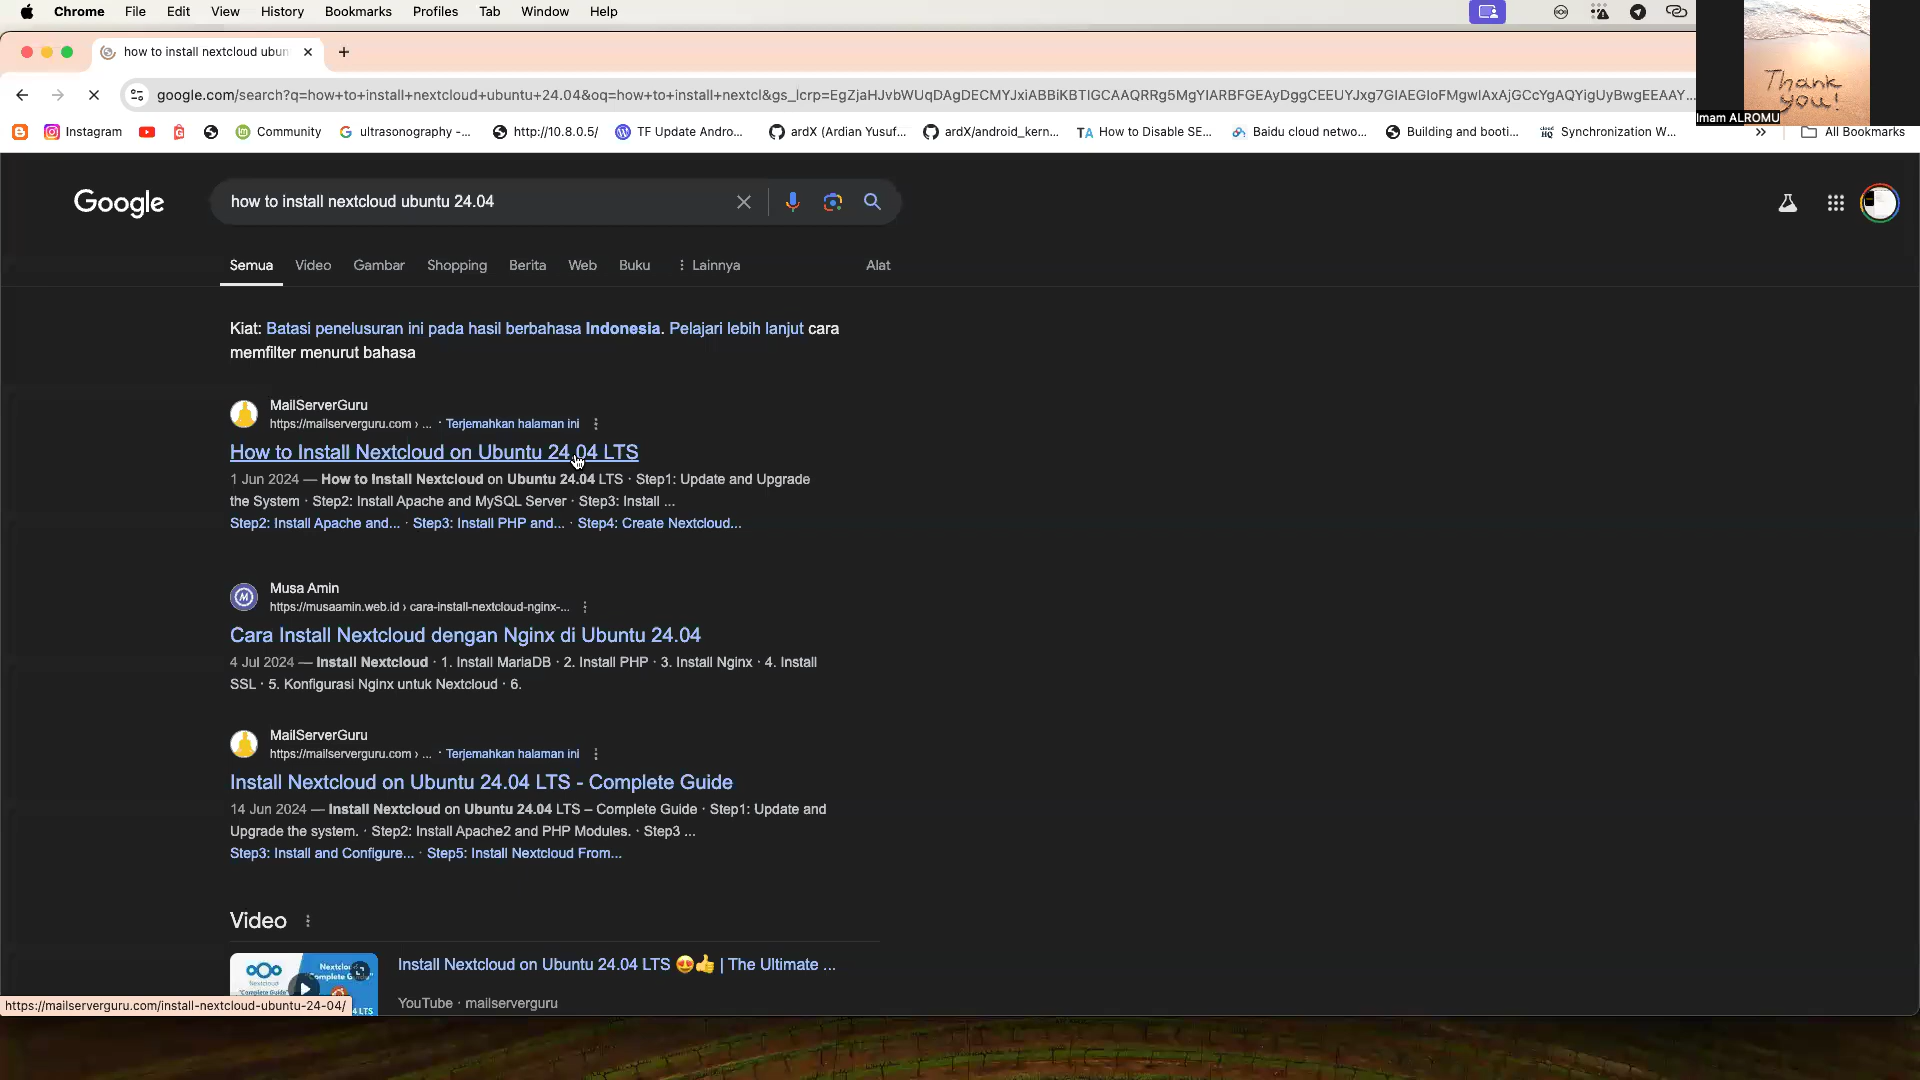 Chrome File Edit View History Bookmarks Profiles Tab Window Help
how to install nextcloud ubun
google.com/search?q=how+to+install+nextcloud+ubuntu+24.04&oq=how+to+install+nextcl&gs_lcrp=
Thank you!
Imam ALROMU
Instagram Community ultrasonography -... http://10.8.0.5/ TF Update Andro... ardX (Ardian Yusuf... ardX/android_kern... TA How to Disable SE... Baidu cloud netwo... Building and booti... Synchronization W... » All Bookmarks
Google
how to install nextcloud ubuntu 24.04
Semua Video Gambar Shopping Berita Web Buku Lainnya Alat
Kiat: Batasi penelusuran ini pada hasil berbahasa Indonesia. Pelajari lebih lanjut cara
memfilter menurut bahasa
MailServerGuru
https://mailserverguru.com › ... · Terjemahkan halaman ini
How to Install Nextcloud on Ubuntu 24.04 LTS
1 Jun 2024 — How to Install Nextcloud on Ubuntu 24.04 LTS · Step1: Update and Upgrade
the System · Step2: Install Apache and MySQL Server · Step3: Install ...
Step2: Install Apache and... · Step3: Install PHP and... · Step4: Create Nextcloud...
Musa Amin
https://musaamin.web.id › cara-install-nextcloud-nginx-...
Cara Install Nextcloud dengan Nginx di Ubuntu 24.04
4 Jul 2024 — Install Nextcloud · 1. Install MariaDB · 2. Install PHP · 3. Install Nginx · 4. Install
SSL · 5. Konfigurasi Nginx untuk Nextcloud · 6.
MailServerGuru
https://mailserverguru.com › ... · Terjemahkan halaman ini
Install Nextcloud on Ubuntu 24.04 LTS - Complete Guide
14 Jun 2024 — Install Nextcloud on Ubuntu 24.04 LTS – Complete Guide · Step1: Update and
Upgrade the system. · Step2: Install Apache2 and PHP Modules. · Step3 ...
Step3: Install and Configure... · Step5: Install Nextcloud From...
Video
Install Nextcloud on Ubuntu 24.04 LTS 😍👍 | The Ultimate ...
YouTube · mailserverguru
https://mailserverguru.com/install-nextcloud-ubuntu-24-04/